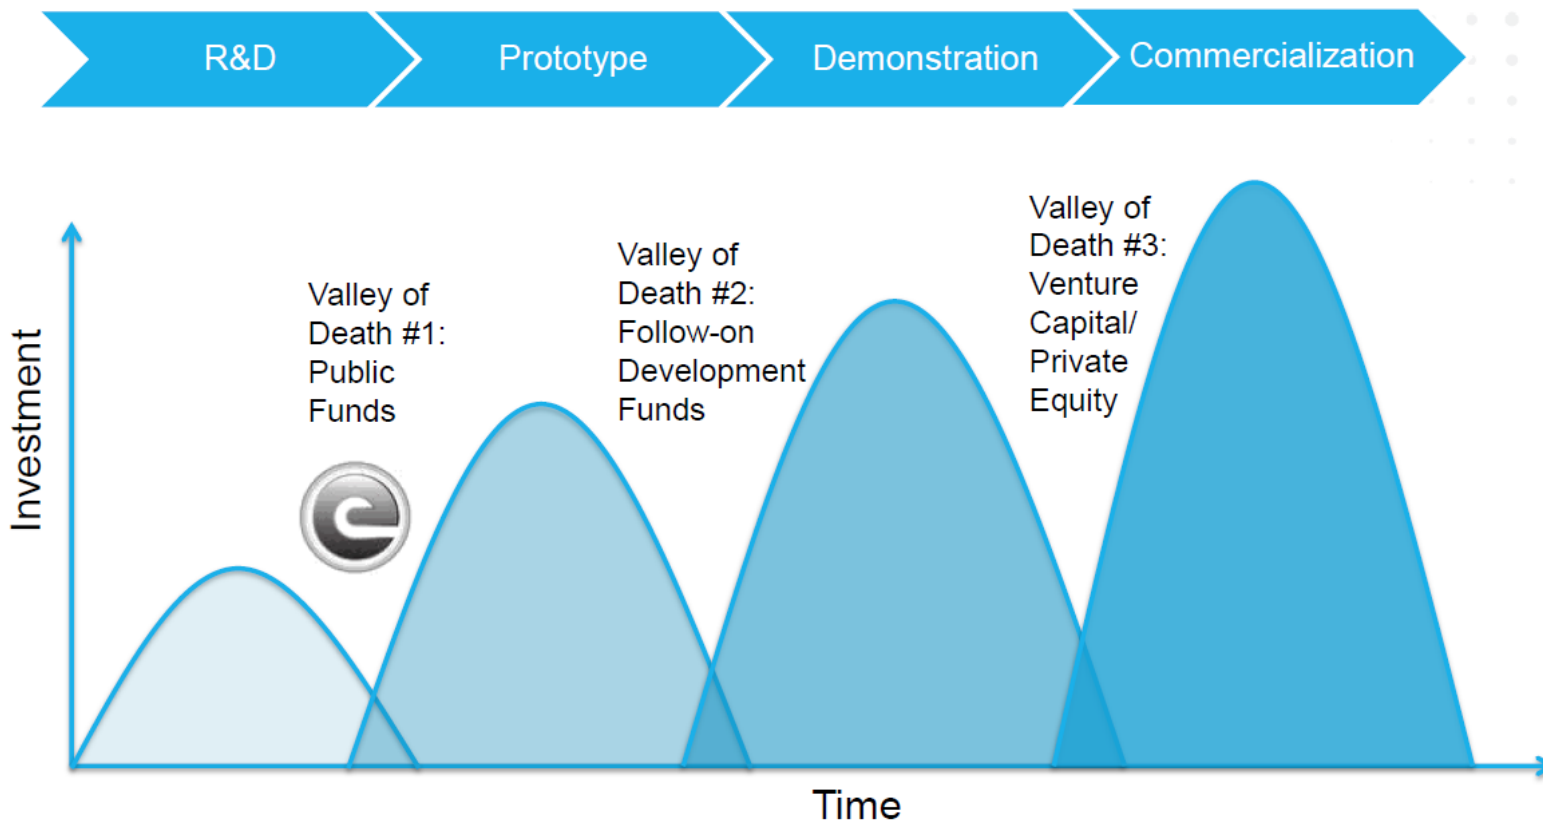 R&D
Prototype
Demonstration
Commercialization
Valley of
Death #1:
Public
Funds
Valley of
Death #2:
Follow-on
Development
Funds
Valley of
Death #3:
Venture
Capital/
Private
Equity
Investment
Time